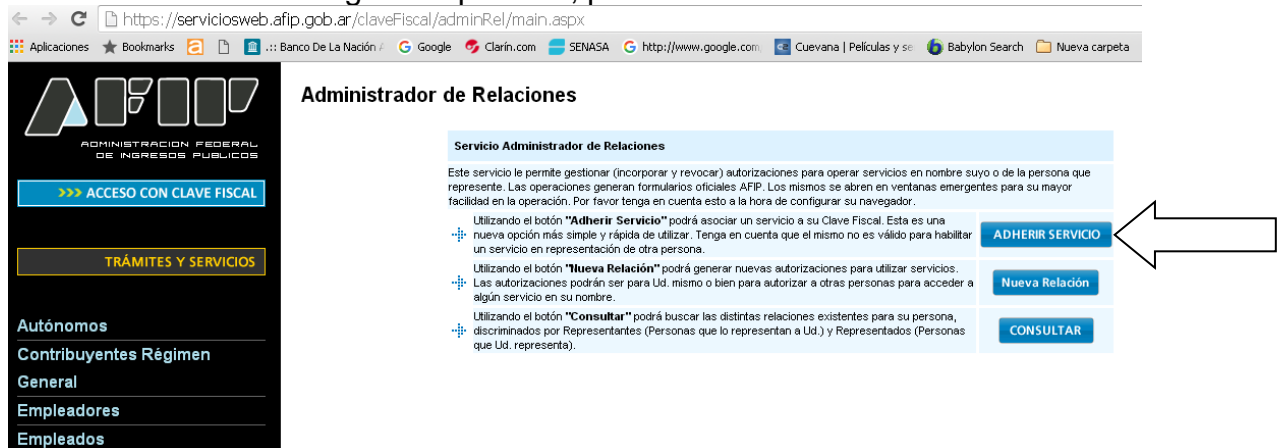 https://serviciosweb.afip.gob.ar/claveFiscal/adminRel/main.aspx
Aplicaciones Bookmarks .:: Banco De La Nación A Google Clarín.com SENASA http://www.google.com, Cuevana | Películas y se Babylon Search Nueva carpeta
AFIP
ADMINISTRACION FEDERAL
DE INGRESOS PUBLICOS
>>> ACCESO CON CLAVE FISCAL
TRÁMITES Y SERVICIOS
Autónomos
Contribuyentes Régimen
General
Empleadores
Empleados
Administrador de Relaciones
Servicio Administrador de Relaciones
Este servicio le permite gestionar (incorporar y revocar) autorizaciones para operar servicios en nombre suyo o de la persona que
represente. Las operaciones generan formularios oficiales AFIP. Los mismos se abren en ventanas emergentes para su mayor
facilidad en la operación. Por favor tenga en cuenta esto a la hora de configurar su navegador.
Utilizando el botón "Adherir Servicio" podrá asociar un servicio a su Clave Fiscal. Esta es una
nueva opción más simple y rápida de utilizar. Tenga en cuenta que el mismo no es válido para habilitar
un servicio en representación de otra persona.
ADHERIR SERVICIO
Utilizando el botón "Nueva Relación" podrá generar nuevas autorizaciones para utilizar servicios.
Las autorizaciones podrán ser para Ud. mismo o bien para autorizar a otras personas para acceder a
algún servicio en su nombre.
Nueva Relación
Utilizando el botón "Consultar" podrá buscar las distintas relaciones existentes para su persona,
discriminados por Representantes (Personas que lo representan a Ud.) y Representados (Personas
que Ud. representa).
CONSULTAR